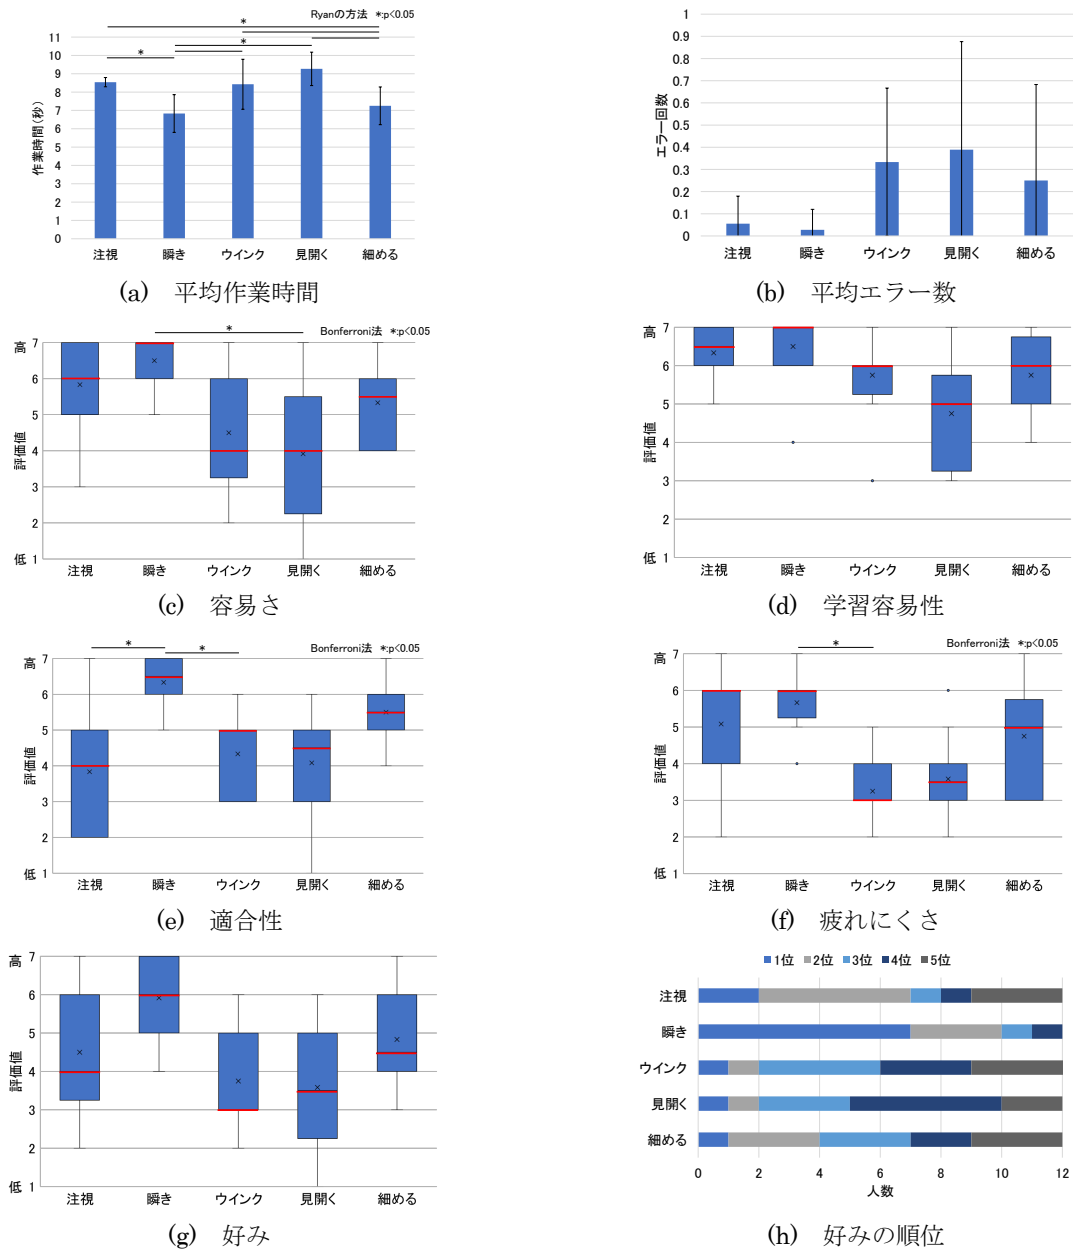 Ryanの方法 *:p<0.05
*
*
*
作業時間(秒)
11
10
9
8
7
6
5
4
3
2
1
0
注視 瞬き ウインク 見開く 細める
(a) 平均作業時間
エラー回数
1
0.9
0.8
0.7
0.6
0.5
0.4
0.3
0.2
0.1
0
注視 瞬き ウインク 見開く 細める
(b) 平均エラー数
Bonferroni法 *:p<0.05
*
高 7
6
5
評価値
4
3
2
低 1
注視 瞬き ウインク 見開く 細める
(c) 容易さ
高 7
6
5
評価値
4
3
2
低 1
注視 瞬き ウインク 見開く 細める
(d) 学習容易性
Bonferroni法 *:p<0.05
* *
高 7
6
5
評価値
4
3
2
低 1
注視 瞬き ウインク 見開く 細める
(e) 適合性
Bonferroni法 *:p<0.05
*
高 7
6
5
評価値
4
3
2
低 1
注視 瞬き ウインク 見開く 細める
(f) 疲れにくさ
高 7
6
5
評価値
4
3
2
低 1
注視 瞬き ウインク 見開く 細める
(g) 好み
1位 2位 3位 4位 5位
注視
瞬き
ウインク
見開く
細める
0 2 4 6 8 10 12
人数
(h) 好みの順位